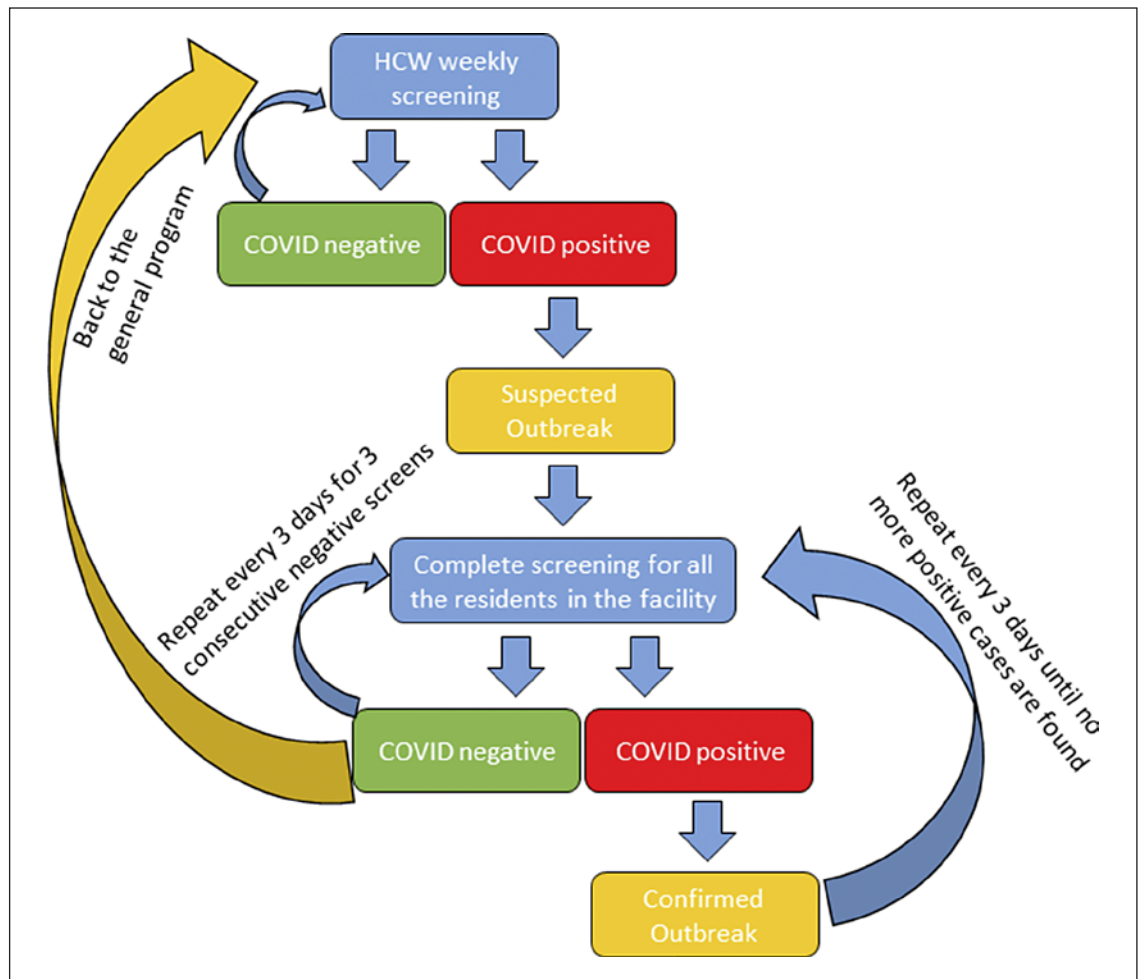 HCW weekly
screening
COVID negative
COVID positive
Back to the
general program
Suspected
Outbreak
Repeat every 3 days for 3
consecutive negative screens
Complete screening for all
the residents in the facility
Repeat every 3 days until no
more positive cases are found
COVID negative
COVID positive
Confirmed
Outbreak